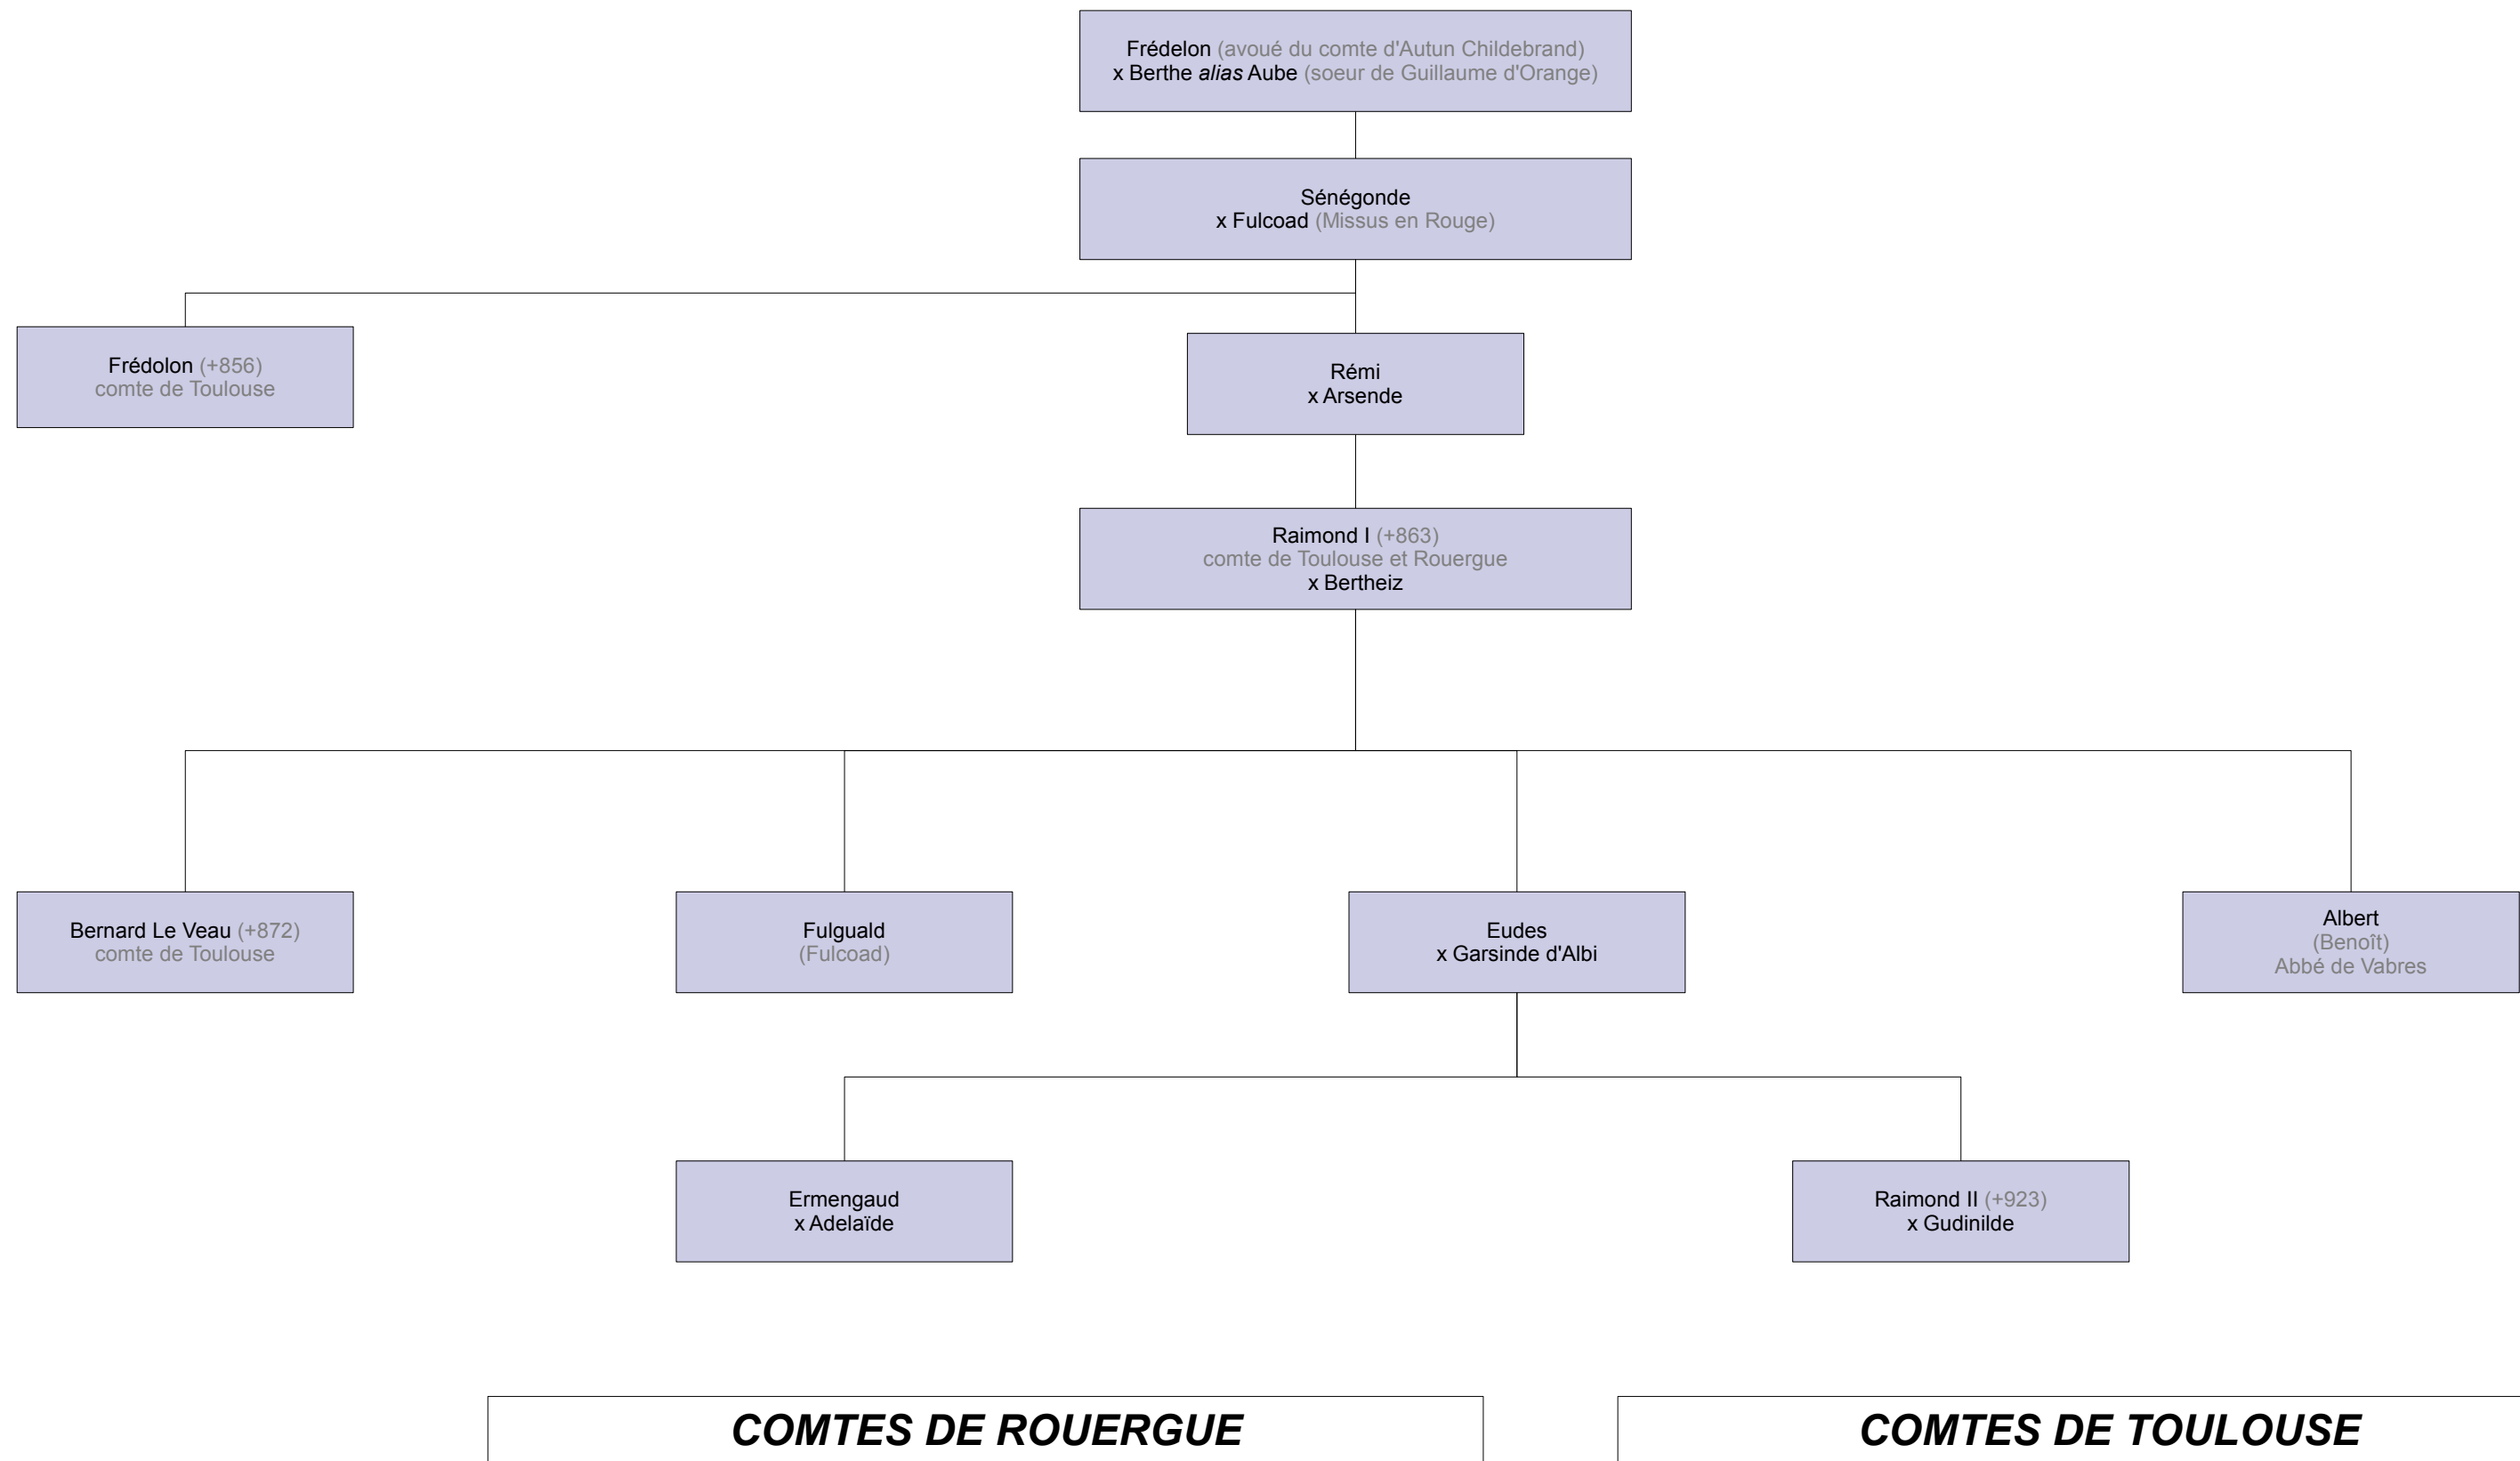 Frédelon (avoué du comte d'Autun Childebrand)
x Berthe alias Aube (soeur de Guillaume d'Orange)
Sénégonde
x Fulcoad (Missus en Rouge)
Frédolon (+856)
comte de Toulouse
Rémi
x Arsende
Raimond I (+863)
comte de Toulouse et Rouergue
x Bertheiz
Bernard Le Veau (+872)
comte de Toulouse
Fulguald
(Fulcoad)
Eudes
x Garsinde d'Albi
Albert
(Benoît)
Abbé de Vabres
Ermengaud
x Adelaïde
Raimond II (+923)
x Gudinilde
COMTES DE ROUERGUE
COMTES DE TOULOUSE